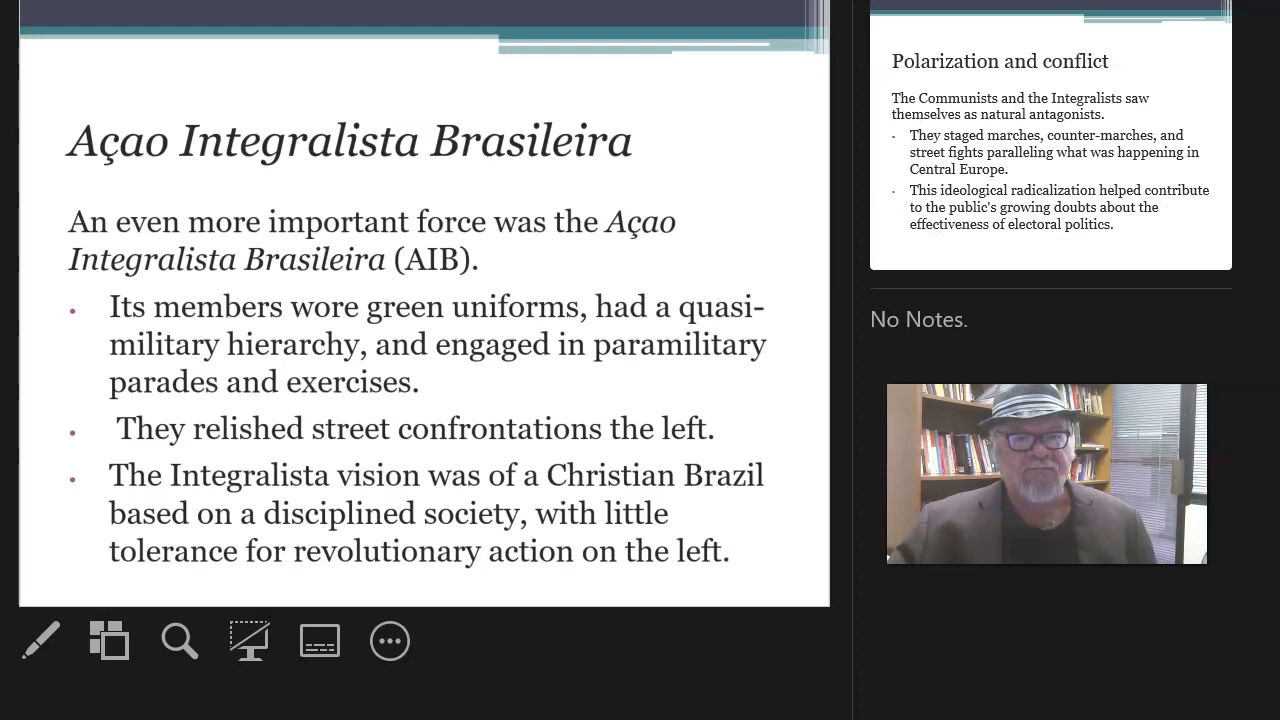 Açao Integralista Brasileira
An even more important force was the Açao
Integralista Brasileira (AIB).
• Its members wore green uniforms, had a quasi-
military hierarchy, and engaged in paramilitary
parades and exercises.
• They relished street confrontations the left.
• The Integralista vision was of a Christian Brazil
based on a disciplined society, with little
tolerance for revolutionary action on the left.
Polarization and conflict
The Communists and the Integralists saw
themselves as natural antagonists.
• They staged marches, counter-marches, and
street fights paralleling what was happening in
Central Europe.
• This ideological radicalization helped contribute
to the public's growing doubts about the
effectiveness of electoral politics.
No Notes.